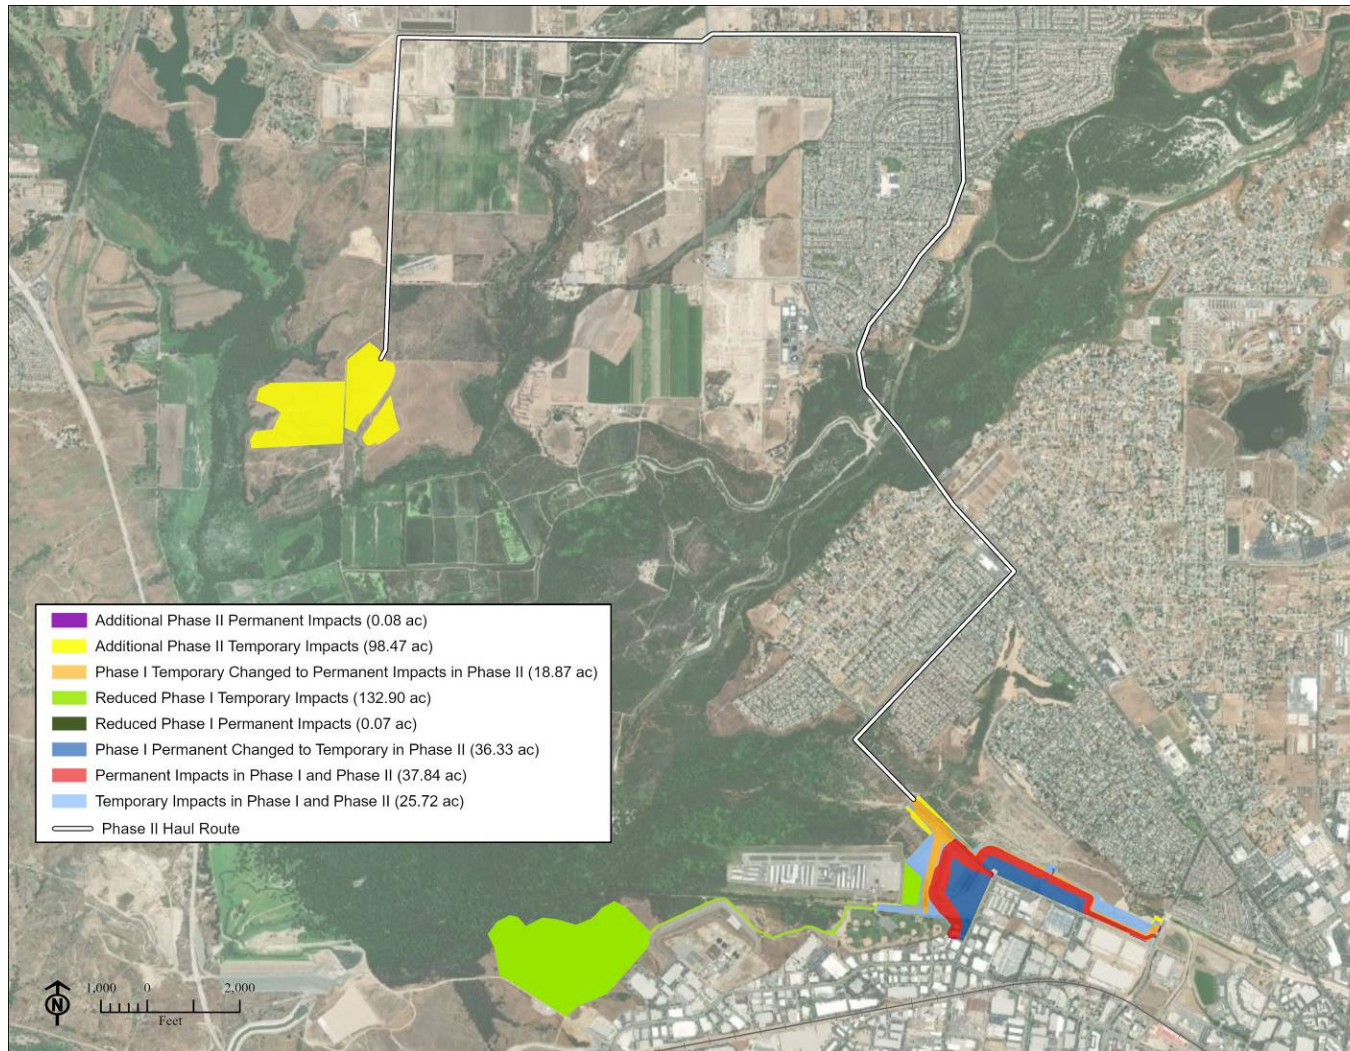 Additional Phase II Permanent Impacts (0.08 ac)
Additional Phase II Temporary Impacts (98.47 ac)
Phase I Temporary Changed to Permanent Impacts in Phase II (18.87 ac)
Reduced Phase I Temporary Impacts (132.90 ac)
Reduced Phase I Permanent Impacts (0.07 ac)
Phase I Permanent Changed to Temporary in Phase II (36.33 ac)
Permanent Impacts in Phase I and Phase II (37.84 ac)
Temporary Impacts in Phase I and Phase II (25.72 ac)
Phase II Haul Route
N
1,000 0 2,000
Feet